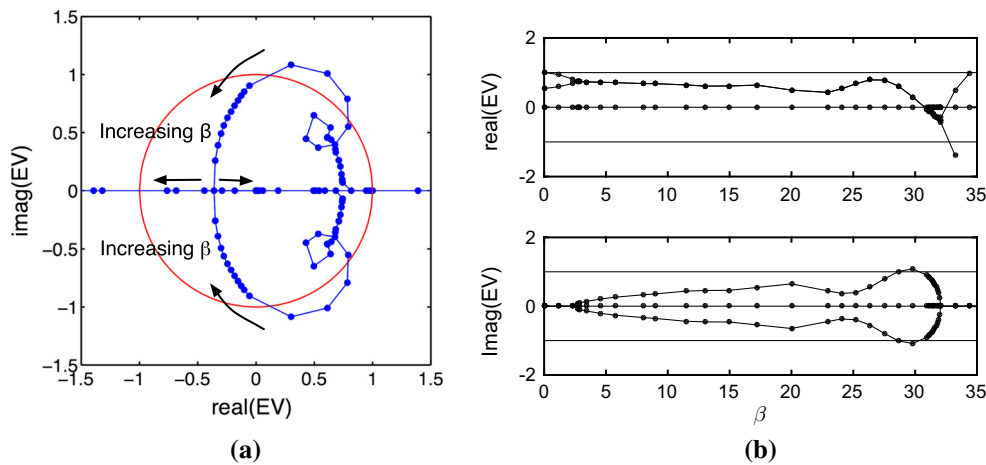 1.5
1
0.5
0
−0.5
−1
−1.5
imag(EV)
Increasing β
Increasing β
−1.5 −1 −0.5 0 0.5 1 1.5
real(EV)
(a)
2
0
-2
real(EV)
0 5 10 15 20 25 30 35
2
0
-2
Imag(EV)
0 5 10 15 20 25 30 35
β
(b)